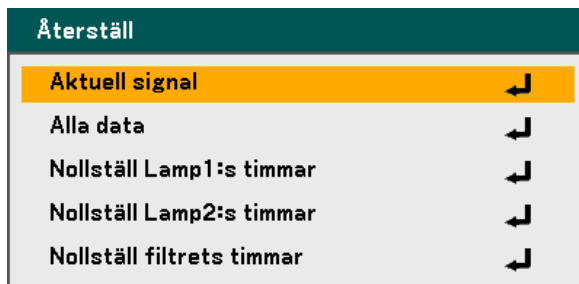 Återställ
Aktuell signal
Alla data
Nollställ Lamp1:s timmar
Nollställ Lamp2:s timmar
Nollställ filtrets timmar